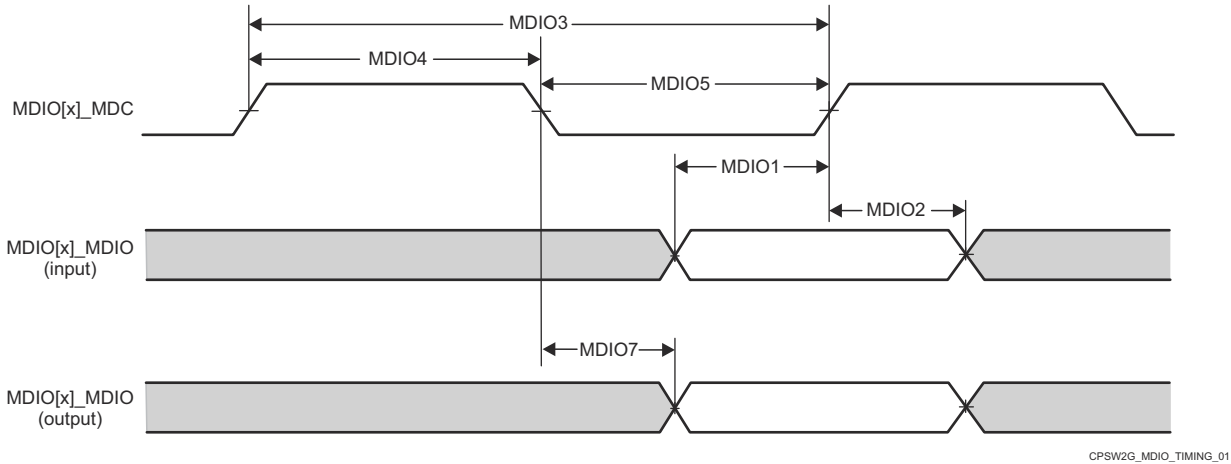 MDIO3
MDIO4
MDIO5
MDIO[x]_MDC
MDIO1
MDIO2
MDIO[x]_MDIO
(input)
MDIO7
MDIO[x]_MDIO
(output)
CPSW2G_MDIO_TIMING_01